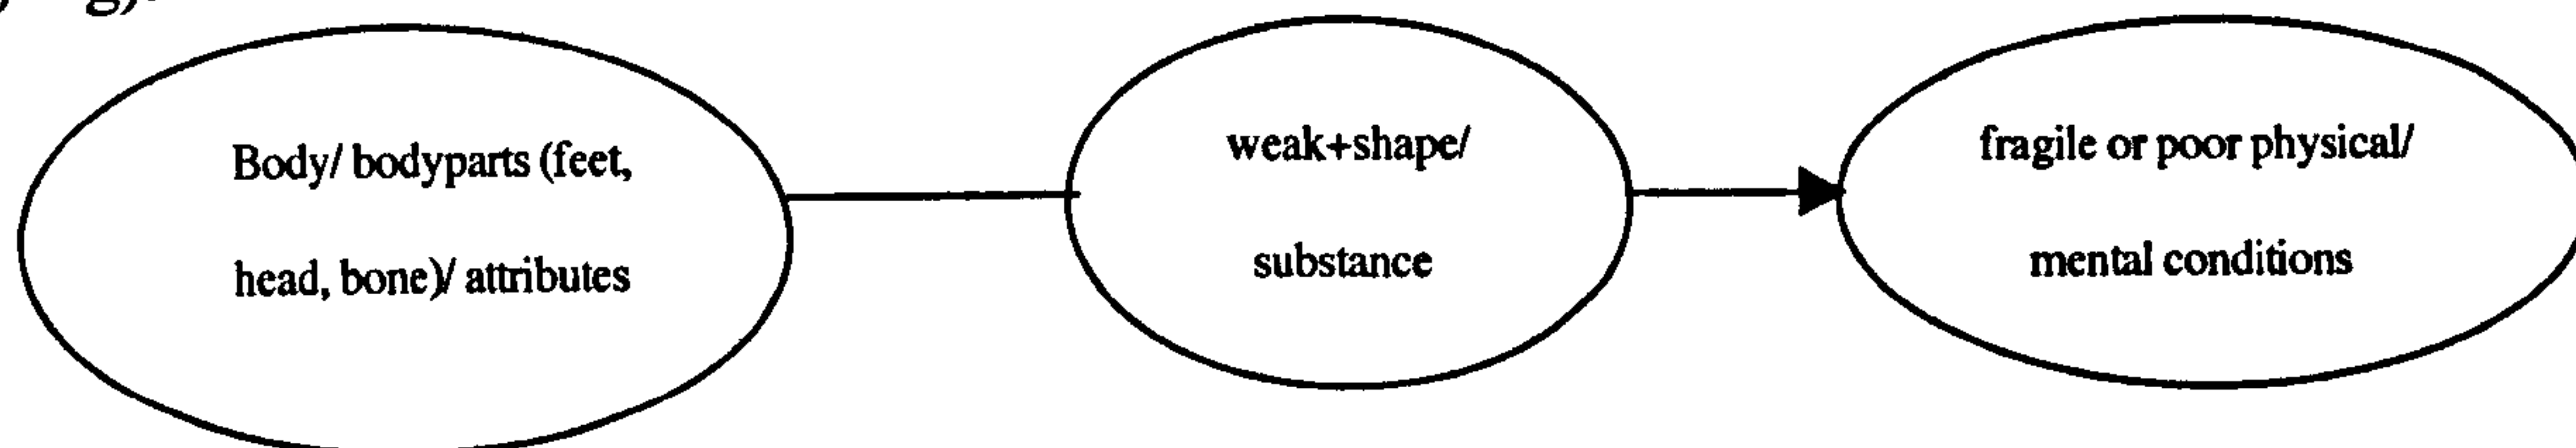 Body/ bodyparts (feet,
head, bone)/ attributes
weak+shape/
substance
fragile or poor physical/
mental conditions